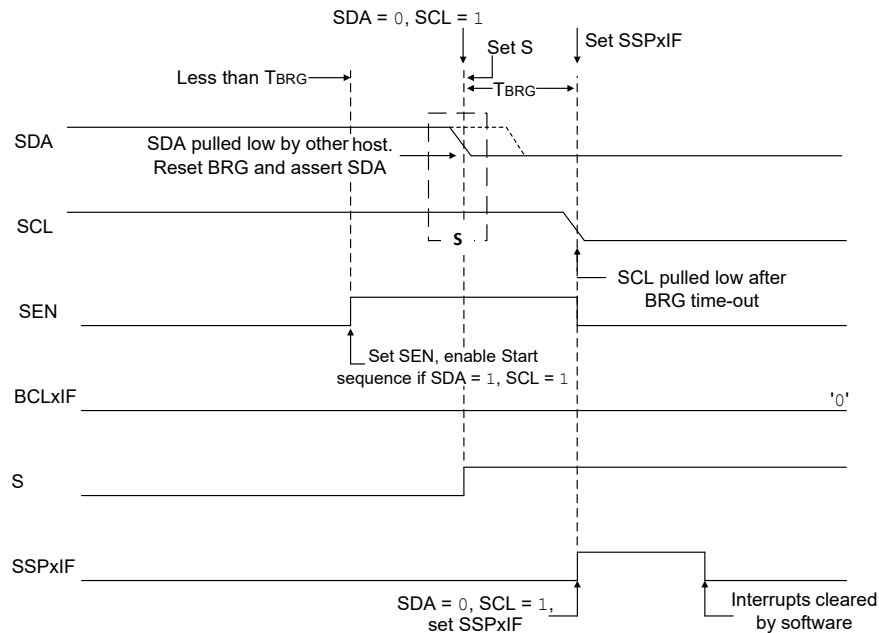 SDA = 0, SCL = 1
Set S
Set SSPxIF
Less than TBRG
TBRG
SDA
SDA pulled low by other host.
Reset BRG and assert SDA
SCL
S
SCL pulled low after
BRG time-out
SEN
Set SEN, enable Start
sequence if SDA = 1, SCL = 1
BCLxIF
'0'
S
SSPxIF
SDA = 0, SCL = 1,
set SSPxIF
Interrupts cleared
by software